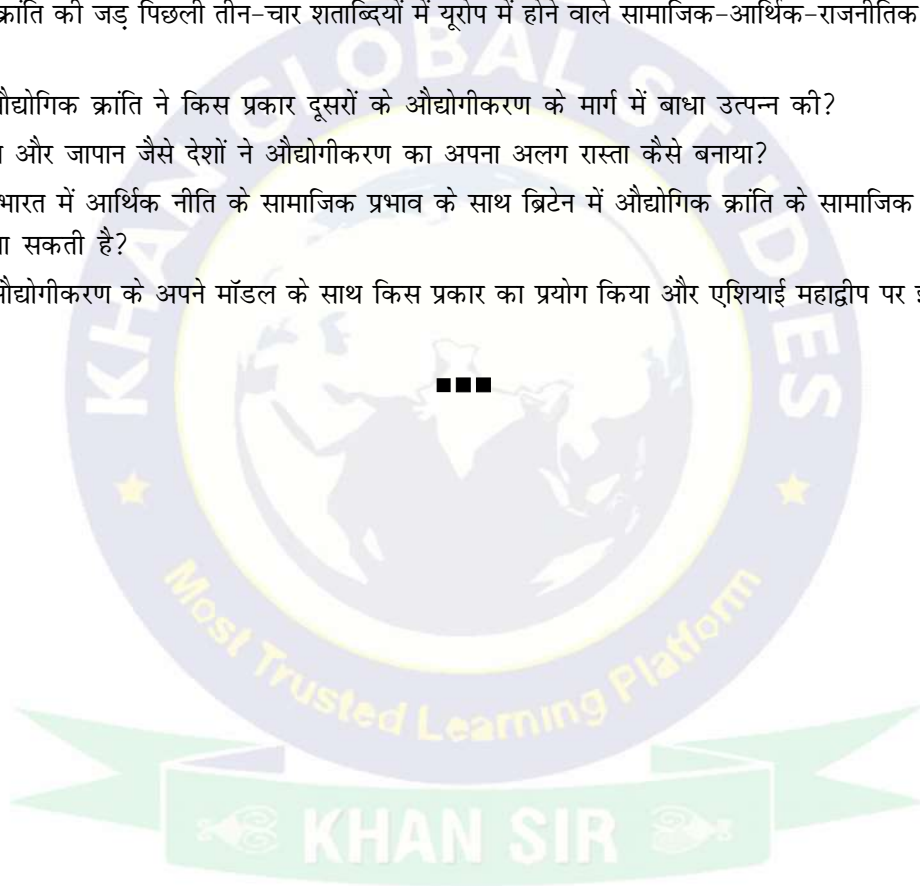 क्रांति की जड़ पिछली तीन-चार शताब्दियों में यूरोप में होने वाले सामाजिक-आर्थिक-राजनीतिक
औद्योगिक क्रांति ने किस प्रकार दूसरों के औद्योगीकरण के मार्ग में बाधा उत्पन्न की?
और जापान जैसे देशों ने औद्योगीकरण का अपना अलग रास्ता कैसे बनाया?
भारत में आर्थिक नीति के सामाजिक प्रभाव के साथ ब्रिटेन में औद्योगिक क्रांति के सामाजिक
सकती है?
औद्योगीकरण के अपने मॉडल के साथ किस प्रकार का प्रयोग किया और एशियाई महाद्वीप पर
KHAN GLOBAL STUDIES
Most Trusted Learning Platform
KHAN SIR